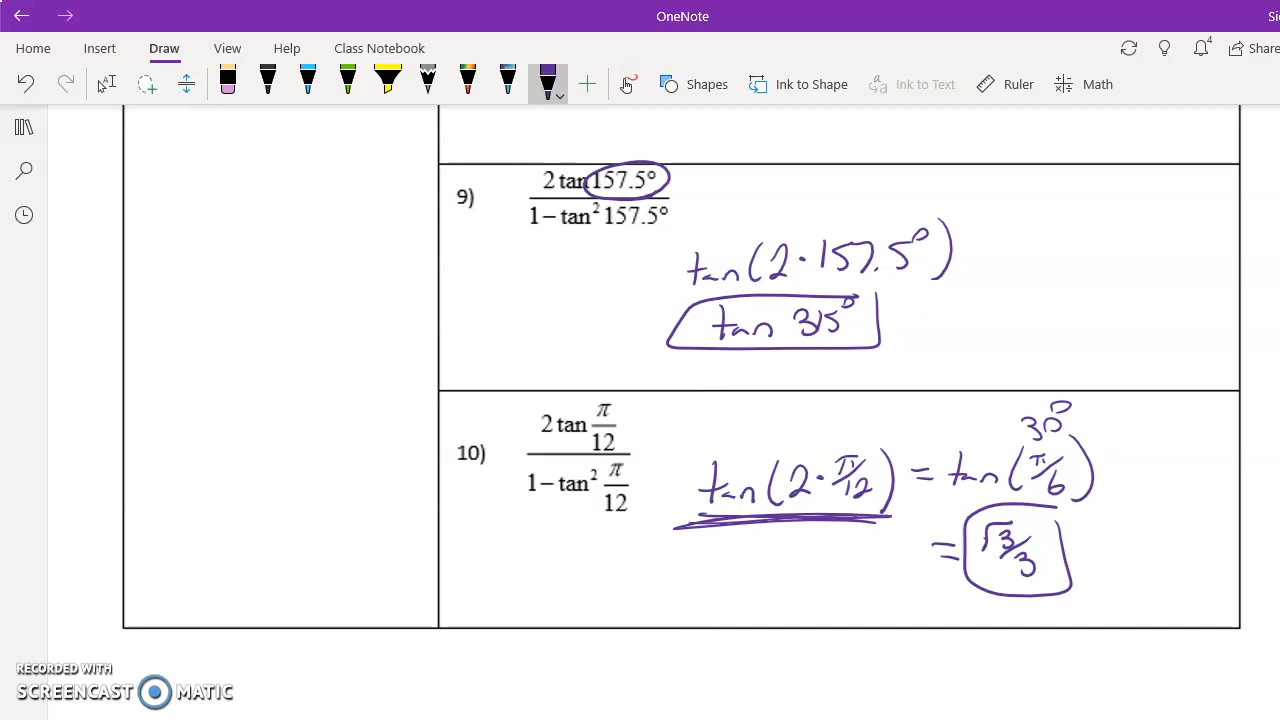 OneNote
Sig
Home Insert Draw View Help Class Notebook
4
Share
Shapes Ink to Shape Ink to Text Ruler Math
9) 2 tan 157.5° / 1 − tan² 157.5°
tan(2 · 157.5°)
tan 315°
10) 2 tan π/12 / 1 − tan² π/12
30°
tan(2 · π/12) = tan(π/6)
= √3/3
RECORDED WITH
SCREENCAST MATIC